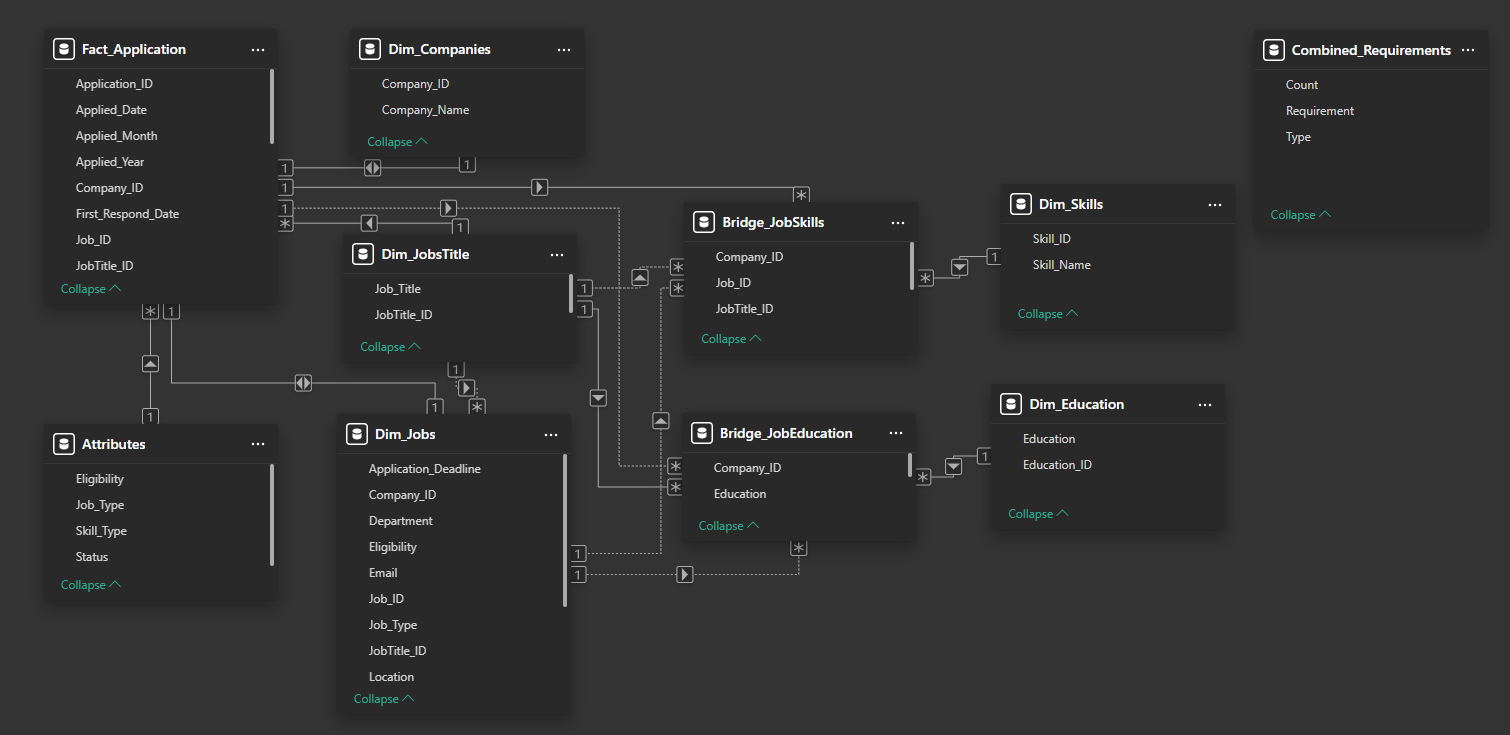 Fact_Application
Application_ID
Applied_Date
Applied_Month
Applied_Year
Company_ID
First_Respond_Date
Job_ID
JobTitle_ID
Collapse
Dim_Companies
Company_ID
Company_Name
Collapse
Combined_Requirements
Count
Requirement
Type
Collapse
Dim_JobsTitle
Job_Title
JobTitle_ID
Collapse
Bridge_JobSkills
Company_ID
Job_ID
JobTitle_ID
Collapse
Dim_Skills
Skill_ID
Skill_Name
Collapse
Attributes
Eligibility
Job_Type
Skill_Type
Status
Collapse
Dim_Jobs
Application_Deadline
Company_ID
Department
Eligibility
Email
Job_ID
Job_Type
JobTitle_ID
Location
Collapse
Bridge_JobEducation
Company_ID
Education
Collapse
Dim_Education
Education
Education_ID
Collapse
1
1
1
1
*
1
*
*
1
1
1
1
*
*
*
1
1
*
1
1
*
*
*
1
1
1
*